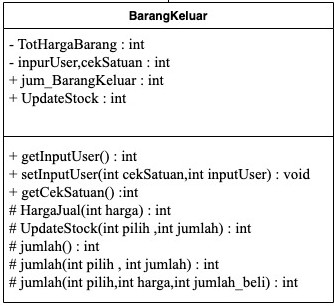 BarangKeluar
- TotHargaBarang : int
- inpurUser,cekSatuan : int
+ jum_BarangKeluar : int
+ UpdateStock : int
+ getInputUser() : int
+ setInputUser(int cekSatuan,int inputUser) : void
+ getCekSatuan() :int
# HargaJual(int harga) : int
# UpdateStock(int pilih ,int jumlah) : int
# jumlah() : int
# jumlah(int pilih , int jumlah) : int
# jumlah(int pilih,int harga,int jumlah_beli) : int